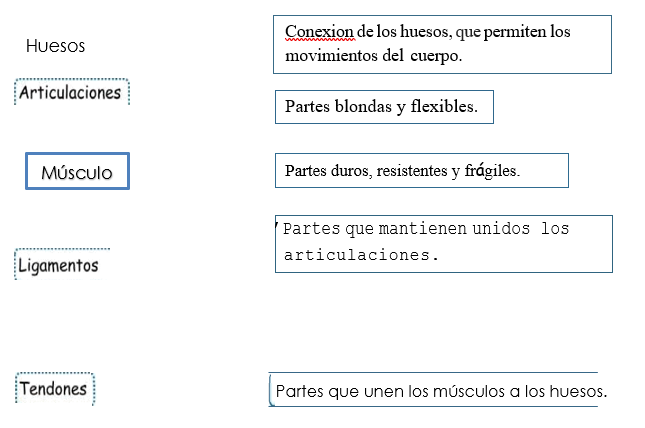 Huesos
Conexion de los huesos, que permiten los
movimientos del cuerpo.
Articulaciones
Partes blondas y flexibles.
Músculo
Partes duros, resistentes y frágiles.
Partes que mantienen unidos los
articulaciones.
Ligamentos
Tendones
Partes que unen los músculos a los huesos.